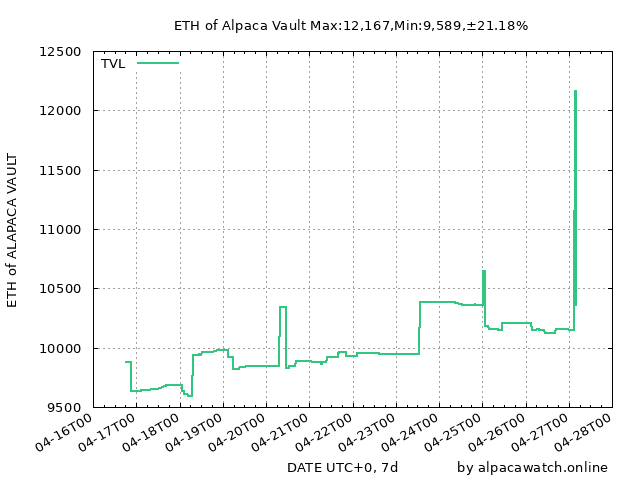 ETH of Alpaca Vault Max:12,167,Min:9,589,±21.18%
TVL
12500
12000
11500
11000
10500
10000
9500
ETH of ALAPACA VAULT
04-16T00
04-17T00
04-18T00
04-19T00
04-20T00
04-21T00
04-22T00
04-23T00
04-24T00
04-25T00
04-26T00
04-27T00
04-28T00
DATE UTC+0, 7d
by alpacawatch.online